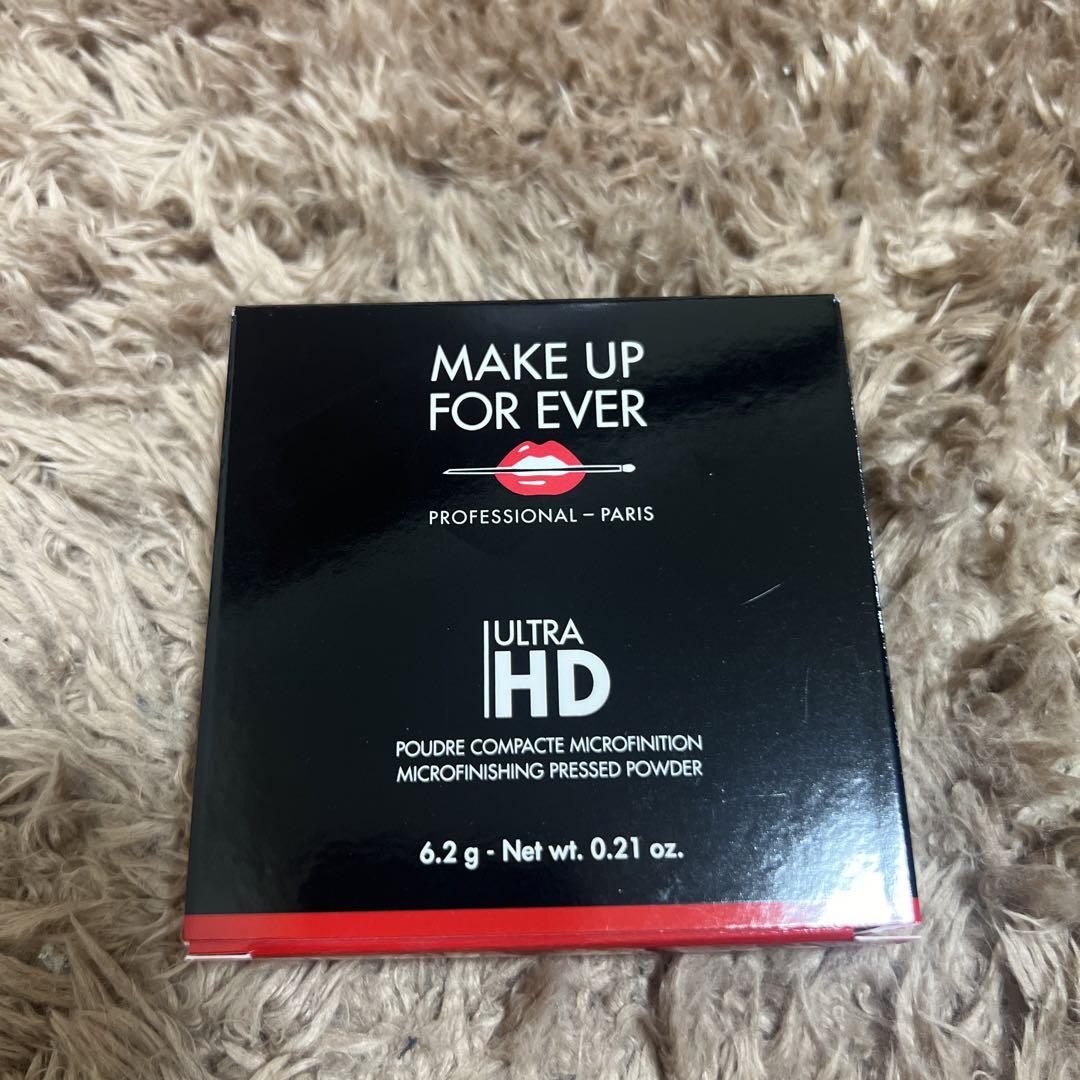 MAKE UP
FOR EVER
PROFESSIONAL – PARIS
ULTRA
HD
POUDRE COMPACTE MICROFINITION
MICROFINISHING PRESSED POWDER
6.2 g - Net wt. 0.21 oz.